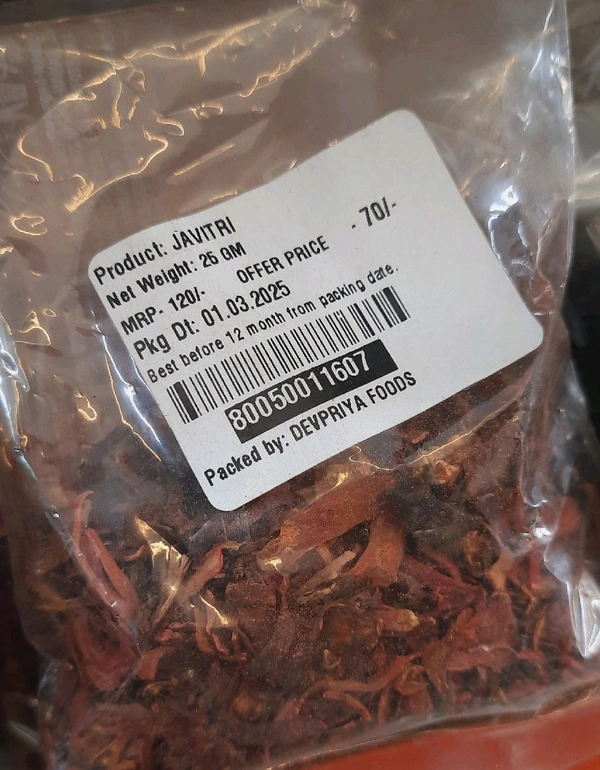 Product: JAVITRI
Net Weight: 25 GM
MRP- 120/- OFFER PRICE - 70/-
Pkg Dt: 01.03.2025
Best before 12 month from packing date.
80050011607
Packed by: DEVPRIYA FOODS